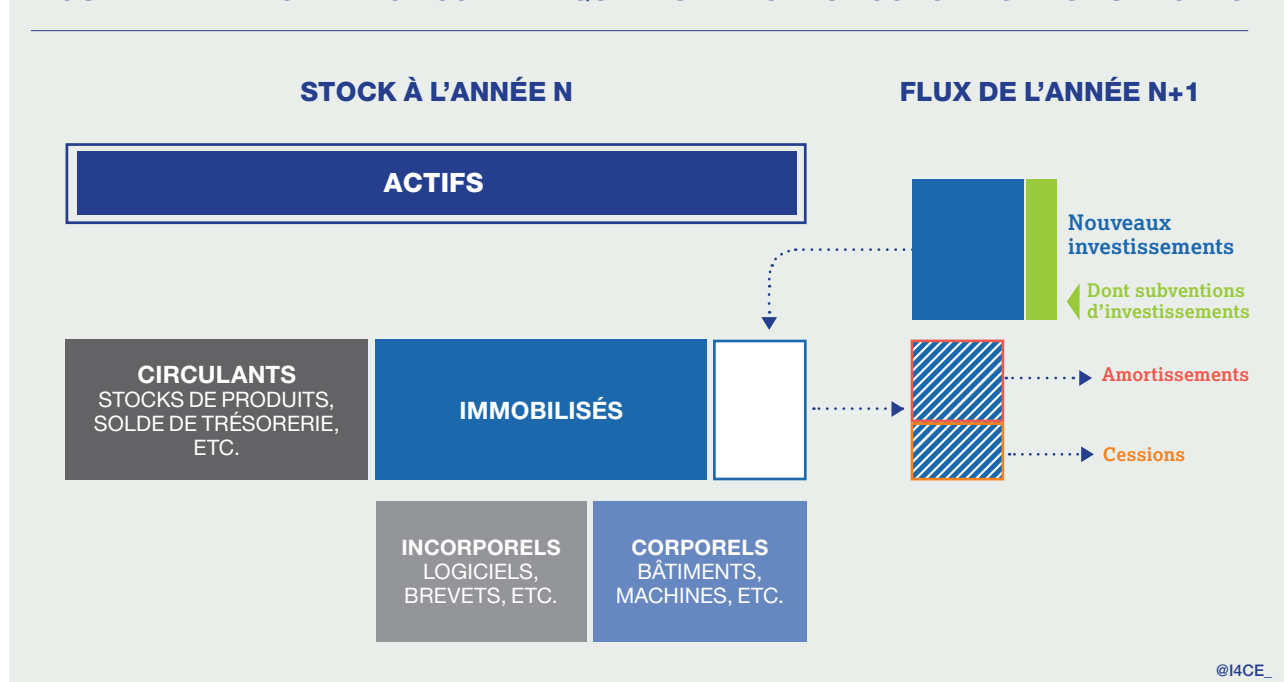 STOCK À L'ANNÉE N
FLUX DE L'ANNÉE N+1
ACTIFS
Nouveaux
investissements
Dont subventions
d'investissements
CIRCULANTS
STOCKS DE PRODUITS,
SOLDE DE TRÉSORERIE,
ETC.
IMMOBILISÉS
Amortissements
Cessions
INCORPORELS
LOGICIELS,
BREVETS, ETC.
CORPORELS
BÂTIMENTS,
MACHINES, ETC.
@I4CE_